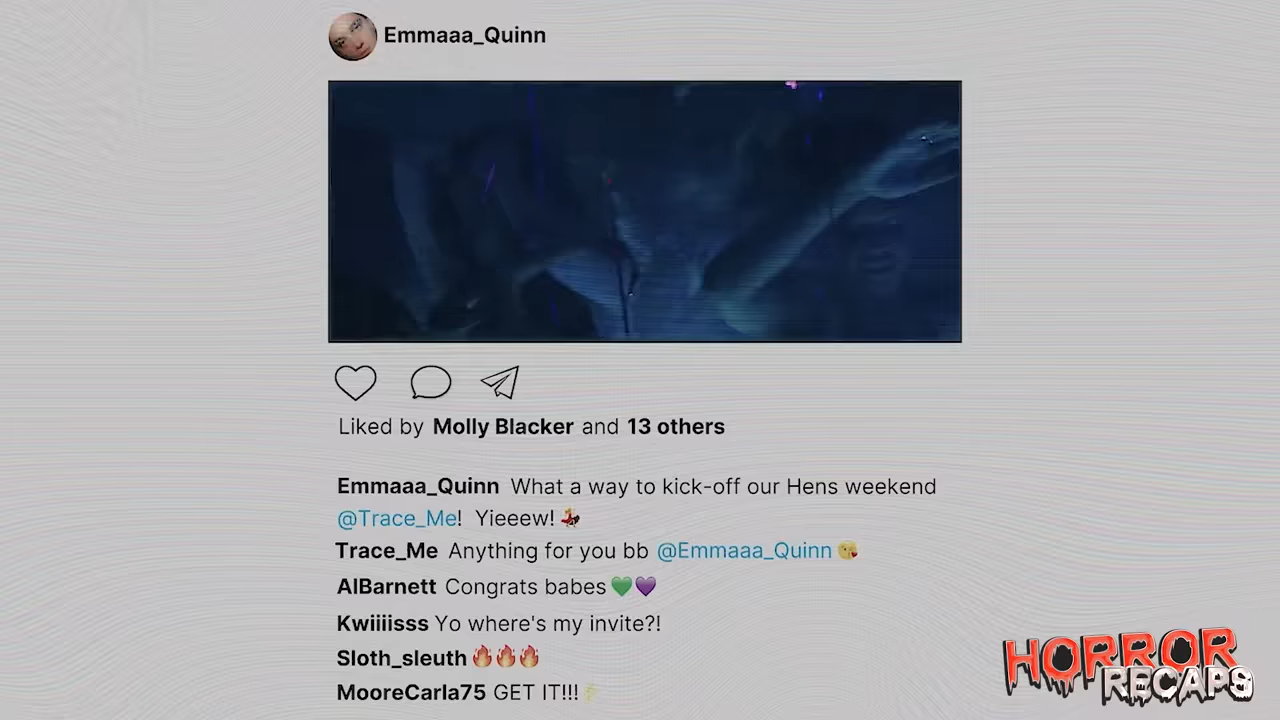 Emmaaa_Quinn
Liked by Molly Blacker and 13 others
Emmaaa_Quinn What a way to kick-off our Hens weekend
@Trace_Me! Yieeew! 💃
Trace_Me Anything for you bb @Emmaaa_Quinn 😘
AlBarnett Congrats babes 💚💜
Kwiiiisss Yo where's my invite?!
Sloth_sleuth 🔥🔥🔥
MooreCarla75 GET IT!!!
HORROR
RECAPS